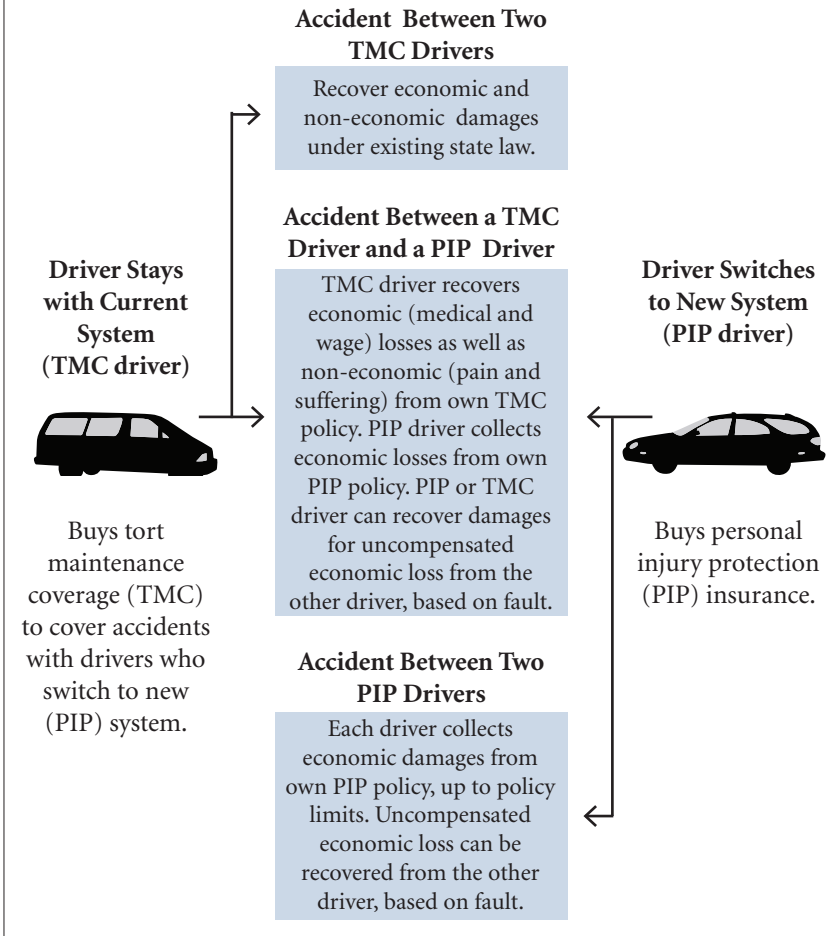 Accident Between Two
TMC Drivers
Recover economic and
non-economic damages
under existing state law.
Accident Between a TMC
Driver and a PIP Driver
TMC driver recovers
economic (medical and
wage) losses as well as
non-economic (pain and
suffering) from own TMC
policy. PIP driver collects
economic losses from own
PIP policy. PIP or TMC
driver can recover damages
for uncompensated
economic loss from the
other driver, based on fault.
Driver Stays
with Current
System
(TMC driver)
Buys tort
maintenance
coverage (TMC)
to cover accidents
with drivers who
switch to new
(PIP) system.
Driver Switches
to New System
(PIP driver)
Buys personal
injury protection
(PIP) insurance.
Accident Between Two
PIP Drivers
Each driver collects
economic damages from
own PIP policy, up to policy
limits. Uncompensated
economic loss can be
recovered from the other
driver, based on fault.